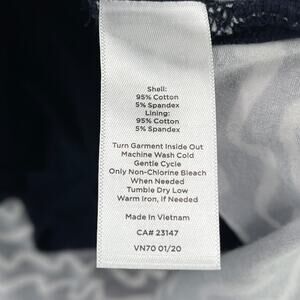 Shell:
95% Cotton
5% Spandex
Lining:
95% Cotton
5% Spandex
Turn Garment Inside Out
Machine Wash Cold
Gentle Cycle
Only Non-Chlorine Bleach
When Needed
Tumble Dry Low
Warm Iron, If Needed
Made In Vietnam
CA# 23147
VN70 01/20